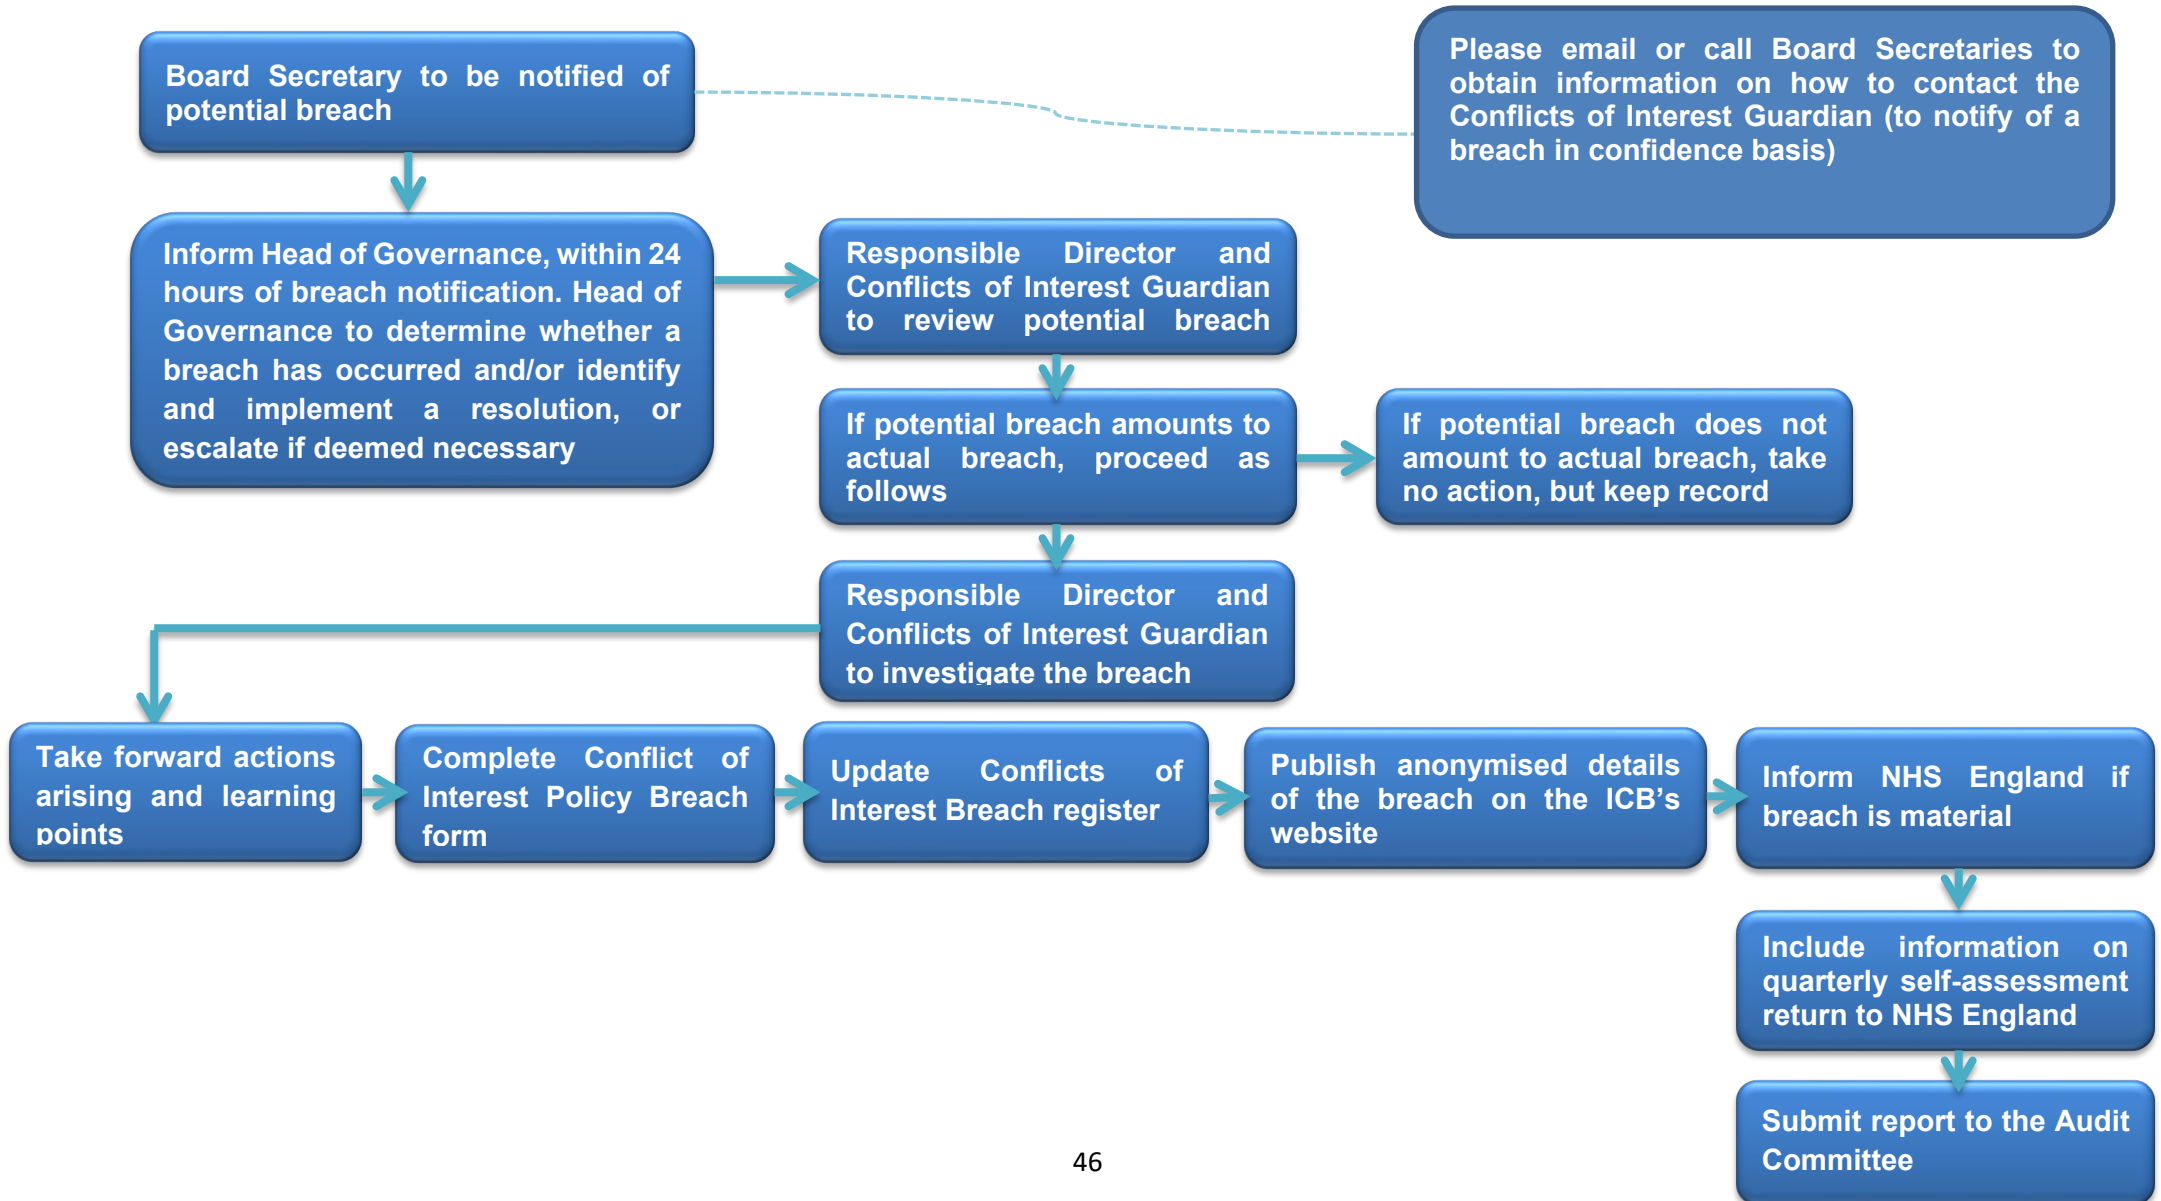 Board Secretary to be notified of
potential breach
Please email or call Board Secretaries to
obtain information on how to contact the
Conflicts of Interest Guardian (to notify of a
breach in confidence basis)
Inform Head of Governance, within 24
hours of breach notification. Head of
Governance to determine whether a
breach has occurred and/or identify
and implement a resolution, or
escalate if deemed necessary
Responsible Director and
Conflicts of Interest Guardian
to review potential breach
If potential breach amounts to
actual breach, proceed as
follows
If potential breach does not
amount to actual breach, take
no action, but keep record
Responsible Director and
Conflicts of Interest Guardian
to investigate the breach
Take forward actions
arising and learning
points
Complete Conflict of
Interest Policy Breach
form
Update Conflicts of
Interest Breach register
Publish anonymised details
of the breach on the ICB’s
website
Inform NHS England if
breach is material
Include information on
quarterly self-assessment
return to NHS England
Submit report to the Audit
Committee
46